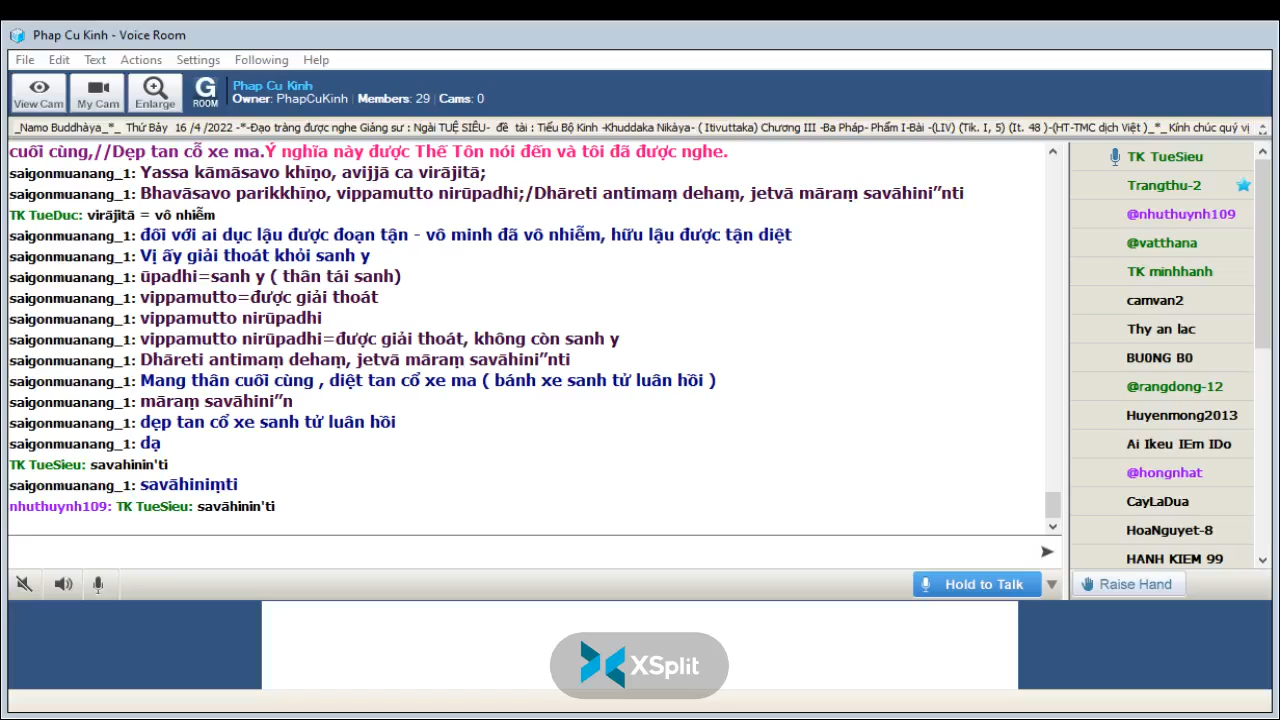 Phap Cu Kinh - Voice Room
File Edit Text Actions Settings Following Help
View Cam My Cam Enlarge G ROOM
Phap Cu Kinh
Owner: PhapCuKinh | Members: 29 | Cams: 0
_Namo Buddhàya_*_ Thứ Bảy 16 /4 /2022 -*-Đạo tràng được nghe Giảng sư : Ngài TUỆ SIÊU- đề tài : Tiểu Bộ Kinh -Khuddaka Nikàya- ( Itivuttaka) Chương III -Ba Pháp- Phẩm I-Bài -(LIV) (Tik. I, 5) (It. 48 )-(HT-TMC dịch Việt )_*_Kính chúc quý vị
cuối cùng,//Dẹp tan cỗ xe ma.Ý nghĩa này được Thế Tôn nói đến và tôi đã được nghe.
saigonmuanang_1: Yassa kāmāsavo khīṇo, avijjā ca virājitā;
saigonmuanang_1: Bhavāsavo parikkhīṇo, vippamutto nirūpadhi;/Dhāreti antimaṃ dehaṃ, jetvā māraṃ savāhini”nti
TK TueDuc: virājitā = vô nhiễm
saigonmuanang_1: đối với ai dục lậu được đoạn tận - vô minh đã vô nhiễm, hữu lậu được tận diệt
saigonmuanang_1: Vị ấy giải thoát khỏi sanh y
saigonmuanang_1: ūpadhi=sanh y ( thân tái sanh)
saigonmuanang_1: vippamutto=được giải thoát
saigonmuanang_1: vippamutto nirūpadhi
saigonmuanang_1: vippamutto nirūpadhi=được giải thoát, không còn sanh y
saigonmuanang_1: Dhāreti antimaṃ dehaṃ, jetvā māraṃ savāhini”nti
saigonmuanang_1: Mang thân cuối cùng , diệt tan cổ xe ma ( bánh xe sanh tử luân hồi )
saigonmuanang_1: māraṃ savāhini”n
saigonmuanang_1: dẹp tan cổ xe sanh tử luân hồi
saigonmuanang_1: dạ
TK TueSieu: savahinin'ti
saigonmuanang_1: savāhiniṃti
nhuthuynh109: TK TueSieu: savāhinin'ti
Hold to Talk
TK TueSieu
Trangthu-2
@nhuthuynh109
@vatthana
TK minhhanh
camvan2
Thy an lac
BU0NG B0
@rangdong-12
Huyenmong2013
Ai Ikeu IEm IDo
@hongnhat
CayLaDua
HoaNguyet-8
HANH KIEM 99
Raise Hand
XSplit